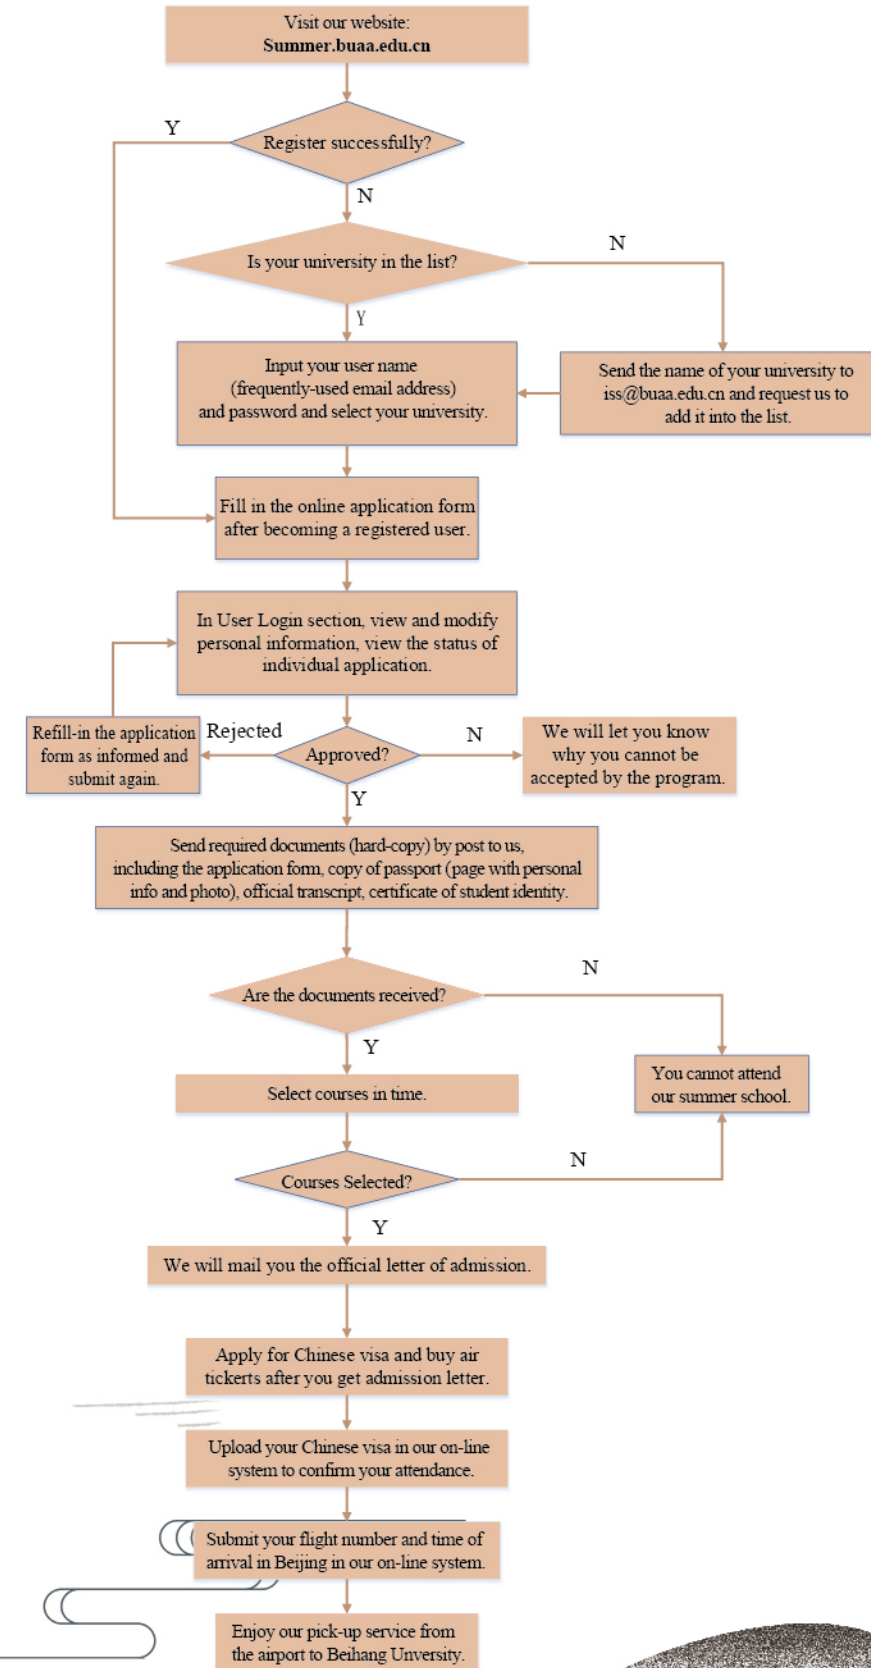 Visit our website:
Summer.buaa.edu.cn
Y
Register successfully?
N
Is your university in the list?
N
Y
Input your user name
(frequently-used email address)
and password and select your university.
Send the name of your university to
iss@buaa.edu.cn and request us to
add it into the list.
Fill in the online application form
after becoming a registered user.
In User Login section, view and modify
personal information, view the status of
individual application.
Refill-in the application
form as informed and
submit again.
Rejected
Approved?
N
We will let you know
why you cannot be
accepted by the program.
Y
Send required documents (hard-copy) by post to us,
including the application form, copy of passport (page with personal
info and photo), official transcript, certificate of student identity.
Are the documents received?
N
Y
Select courses in time.
You cannot attend
our summer school.
Courses Selected?
N
Y
We will mail you the official letter of admission.
Apply for Chinese visa and buy air
tickerts after you get admission letter.
Upload your Chinese visa in our on-line
system to confirm your attendance.
Submit your flight number and time of
arrival in Beijing in our on-line system.
Enjoy our pick-up service from
the airport to Beihang Unversity.